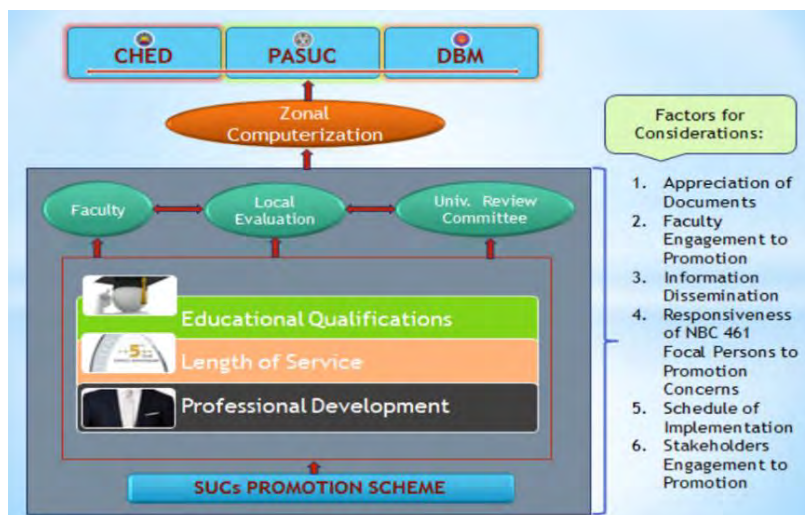 CHED
PASUC
DBM
Zonal
Computerization
Faculty
Local
Evaluation
Univ. Review
Committee
Educational Qualifications
5
Length of Service
Professional Development
SUCs PROMOTION SCHEME
Factors for
Considerations:
1. Appreciation of
Documents
2. Faculty
Engagement to
Promotion
3. Information
Dissemination
4. Responsiveness
of NBC 461
Focal Persons to
Promotion
Concerns
5. Schedule of
Implementation
6. Stakeholders
Engagement to
Promotion